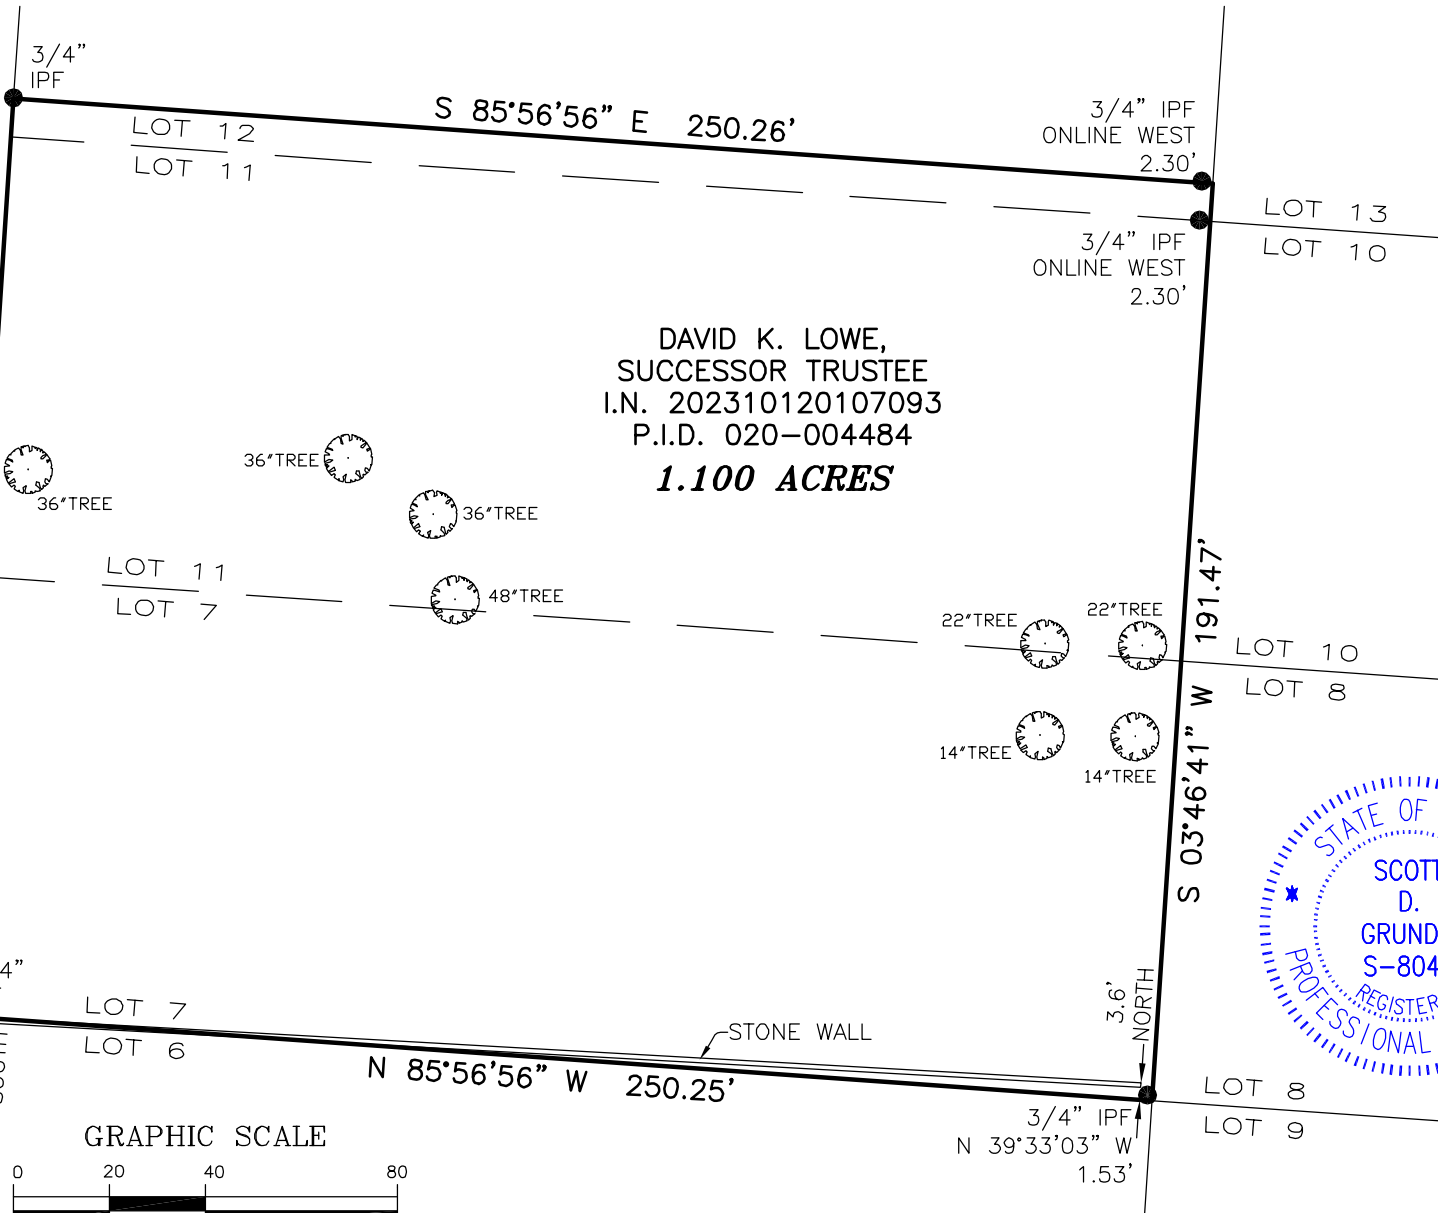 3/4”
IPF
S 85°56’56” E 250.26’
3/4” IPF
ONLINE WEST
2.30’
LOT 12
LOT 11
LOT 13
LOT 10
3/4” IPF
ONLINE WEST
2.30’
DAVID K. LOWE,
SUCCESSOR TRUSTEE
I.N. 202310120107093
P.I.D. 020-004484
1.100 ACRES
36"TREE
36"TREE
36"TREE
48"TREE
LOT 11
LOT 7
22"TREE
22"TREE
S 03°46’41” W 191.47’
LOT 10
LOT 8
14"TREE
14"TREE
STATE OF
SCOTT
D.
GRUND
S-804
REGISTER
PROFESSIONAL
4”
LOT 7
LOT 6
3.6’
NORTH
STONE WALL
N 85°56’56” W 250.25’
LOT 8
LOT 9
3/4” IPF
N 39°33’03” W
1.53’
GRAPHIC SCALE
0 20 40 80